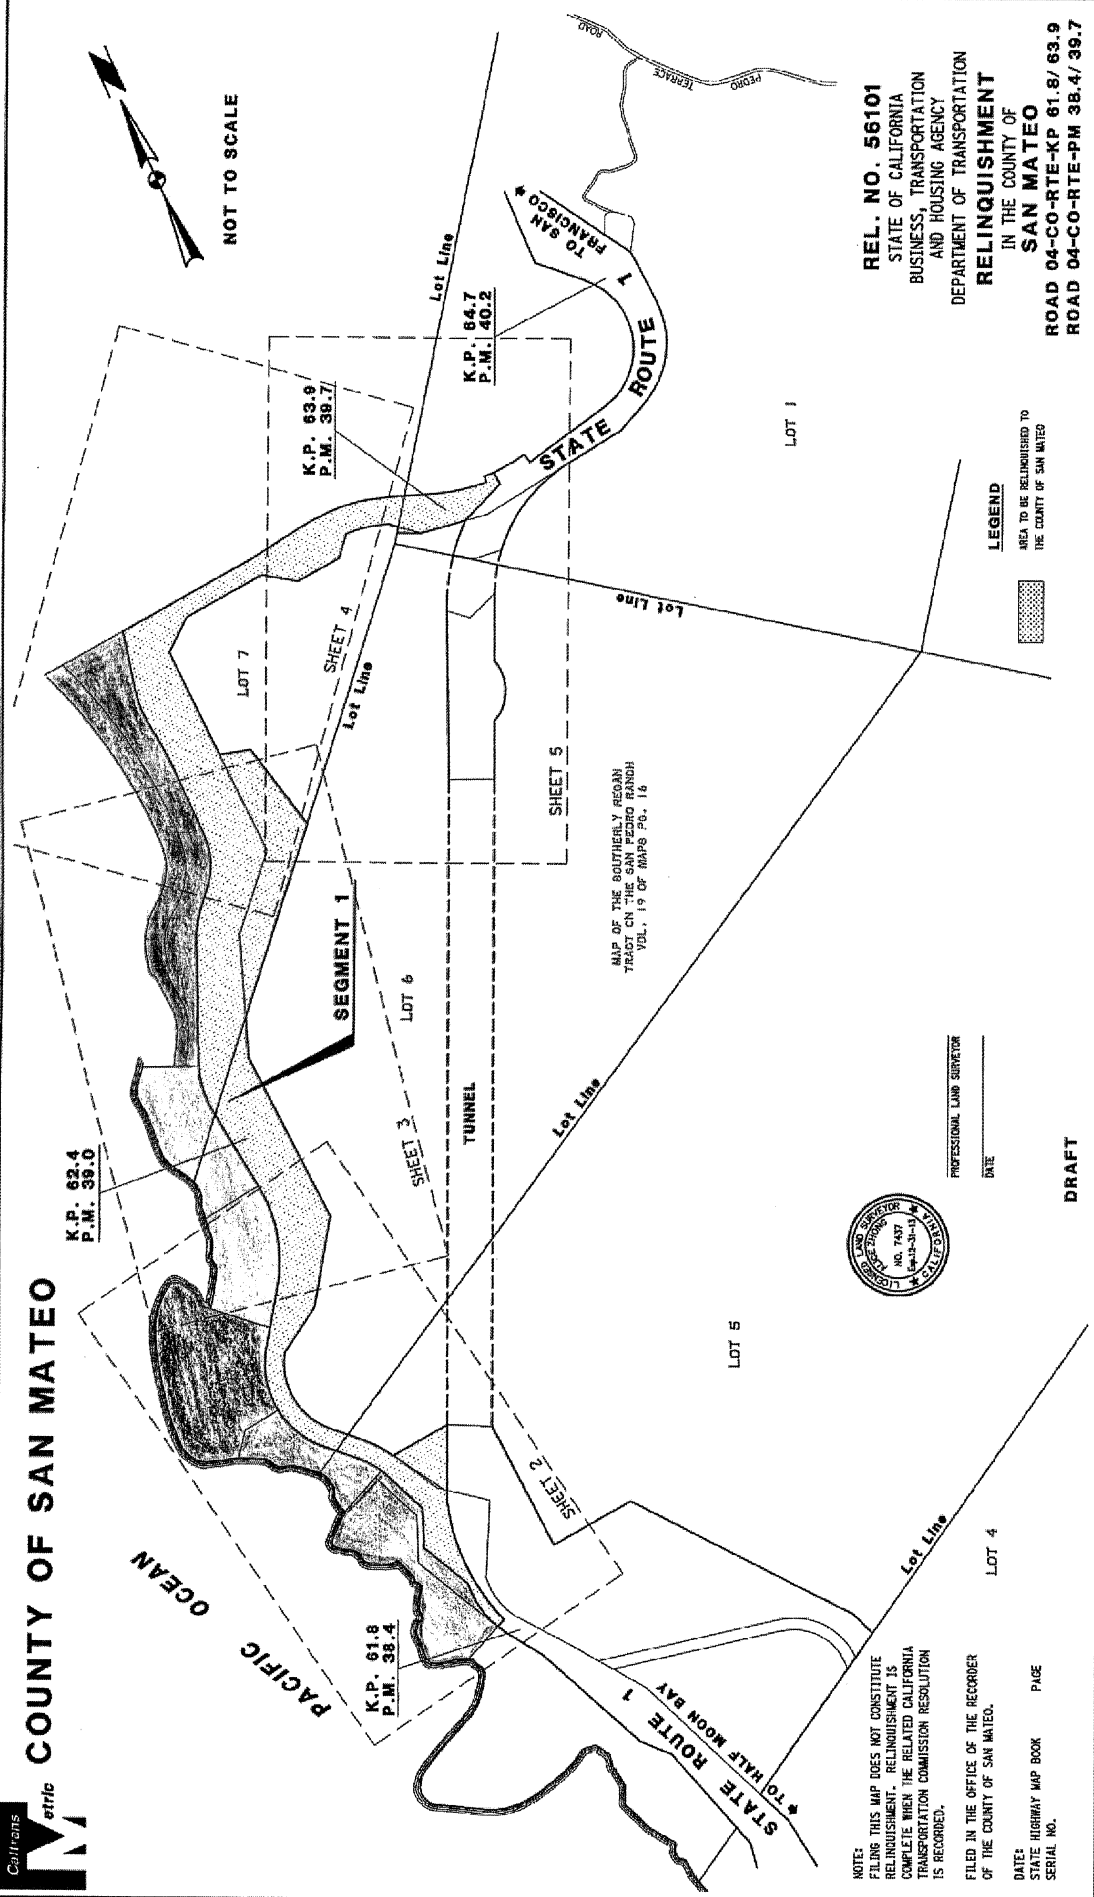 Caltrans
Metric
COUNTY OF SAN MATEO
NOT TO SCALE
PACIFIC OCEAN
K.P. 61.8
P.M. 38.4
K.P. 62.4
P.M. 39.0
K.P. 63.9
P.M. 39.7
K.P. 64.7
P.M. 40.2
SEGMENT 1
LOT 7
LOT 6
LOT 5
LOT 4
LOT 1
SHEET 2
SHEET 3
SHEET 4
SHEET 5
Lot Line
Lot Line
Lot Line
Lot Line
Lot Line
TUNNEL
STATE ROUTE 1
TO HALF MOON BAY
STATE ROUTE 1
TO SAN
FRANCISCO
PEDRO TERRACE ROAD
MAP OF THE SOUTHERLY
TRACT ON THE SAN PEDRO RANCH
VOL. 19 OF MAPS PG. 16
REL. NO. 56101
STATE OF CALIFORNIA
BUSINESS, TRANSPORTATION
AND HOUSING AGENCY
DEPARTMENT OF TRANSPORTATION
RELINQUISHMENT
IN THE COUNTY OF
SAN MATEO
ROAD 04-CO-RTE-KP 61.8/ 63.9
ROAD 04-CO-RTE-PM 38.4/ 39.7
LEGEND
AREA TO BE RELINQUISHED TO
THE COUNTY OF SAN MATEO
PROFESSIONAL LAND SURVEYOR
DATE
LICENSED LAND SURVEYOR
NO. 7437
CALIFORNIA
DRAFT
NOTE:
FILING THIS MAP DOES NOT CONSTITUTE
RELINQUISHMENT. RELINQUISHMENT IS
COMPLETE WHEN THE RELATED CALIFORNIA
TRANSPORTATION COMMISSION RESOLUTION
IS RECORDED.
FILED IN THE OFFICE OF THE RECORDER
OF THE COUNTY OF SAN MATEO.
DATE:
STATE HIGHWAY MAP BOOK PAGE
SERIAL NO.